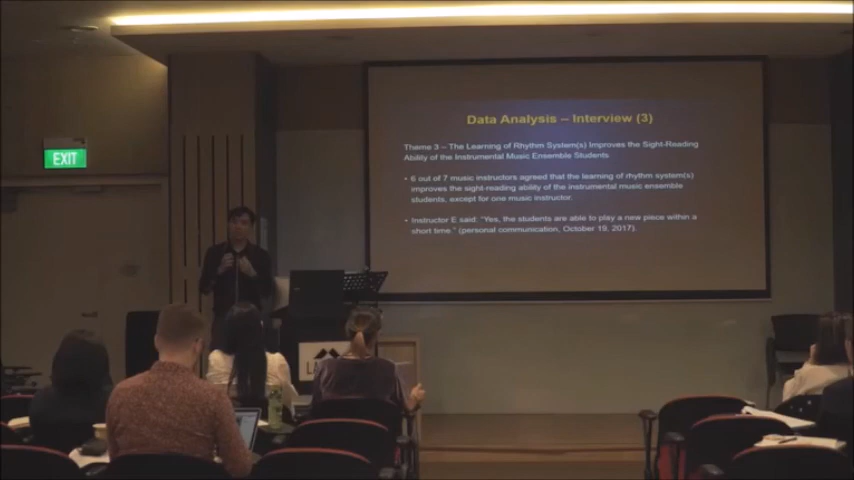 EXIT
Data Analysis – Interview (3)
Theme 3 – The Learning of Rhythm System(s) Improves the Sight-Reading
Ability of the Instrumental Music Ensemble Students
• 6 out of 7 music instructors agreed that the learning of rhythm system(s)
improves the sight-reading ability of the instrumental music ensemble
students, except for one music instructor.
• Instructor E said: “Yes, the students are able to play a new piece within a
short time.” (personal communication, October 19, 2017).